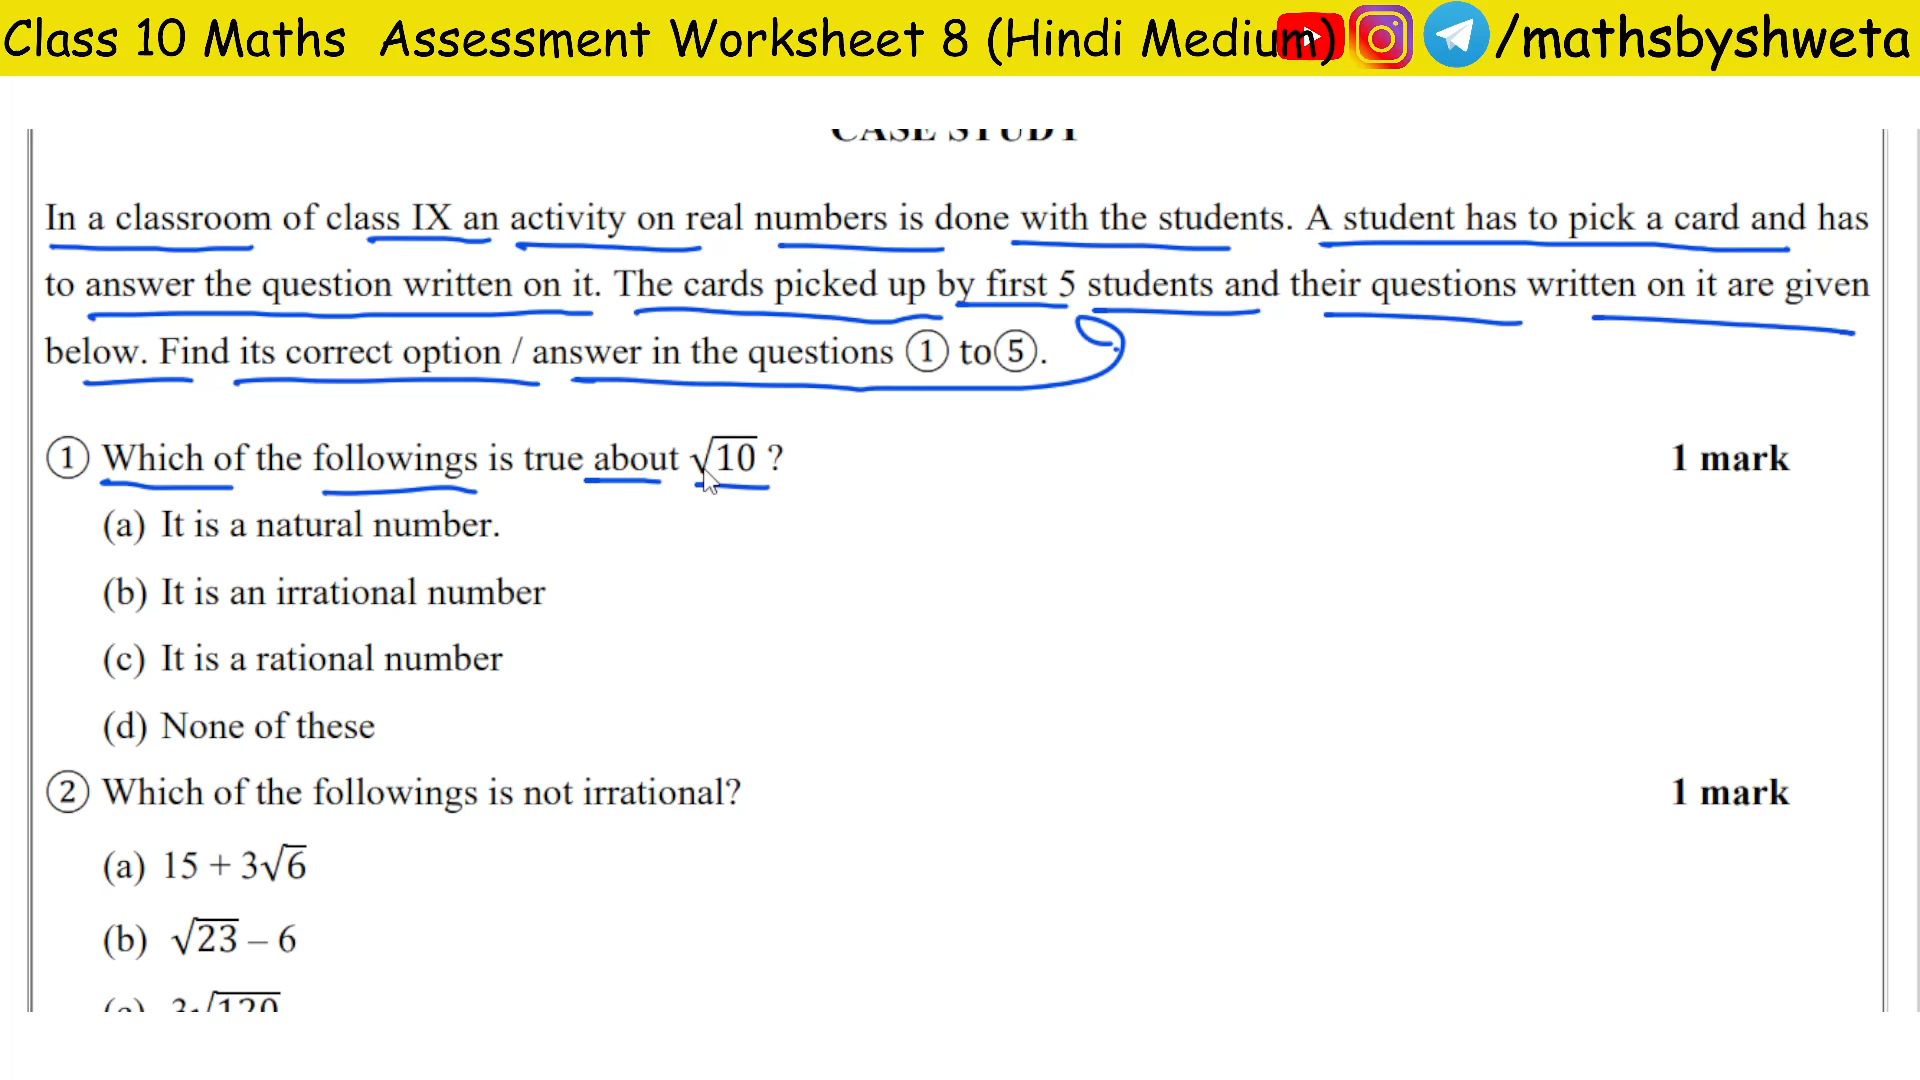 Class 10 Maths Assessment Worksheet 8 (Hindi Medium) /mathsbyshweta
CASE STUDY
In a classroom of class IX an activity on real numbers is done with the students. A student has to pick a card and has
to answer the question written on it. The cards picked up by first 5 students and their questions written on it are given
below. Find its correct option / answer in the questions ① to ⑤.
① Which of the followings is true about √10 ? 1 mark
(a) It is a natural number.
(b) It is an irrational number
(c) It is a rational number
(d) None of these
② Which of the followings is not irrational? 1 mark
(a) 15 + 3√6
(b) √23 – 6
(c) 3√120